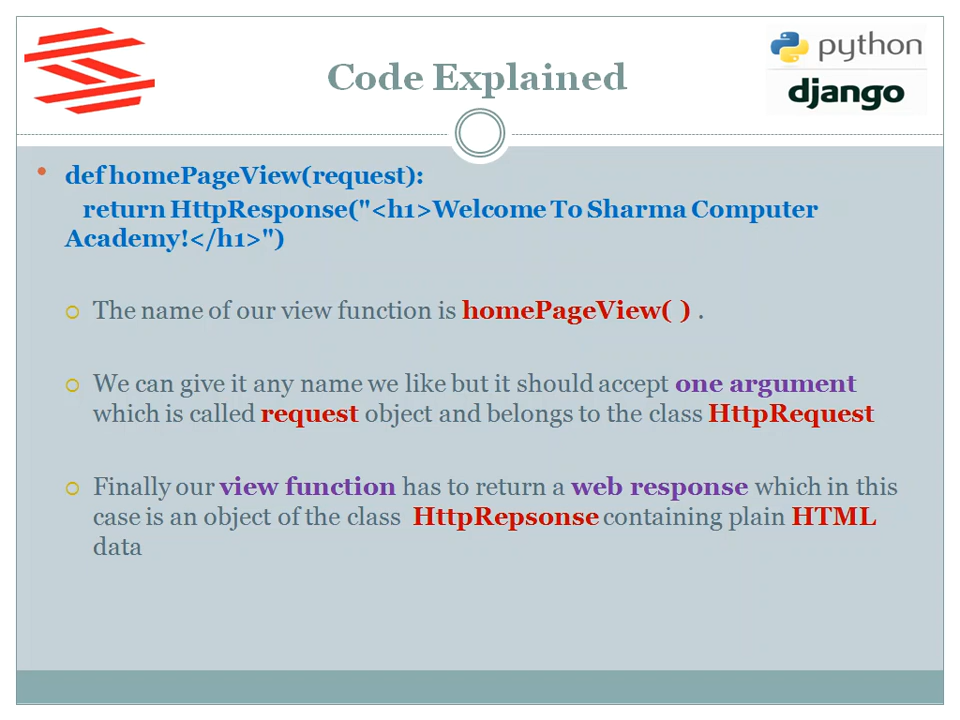 Code Explained
python
django
def homePageView(request):
return HttpResponse("<h1>Welcome To Sharma Computer
Academy!</h1>")
The name of our view function is homePageView( ) .
We can give it any name we like but it should accept one argument
which is called request object and belongs to the class HttpRequest
Finally our view function has to return a web response which in this
case is an object of the class HttpRepsonse containing plain HTML
data